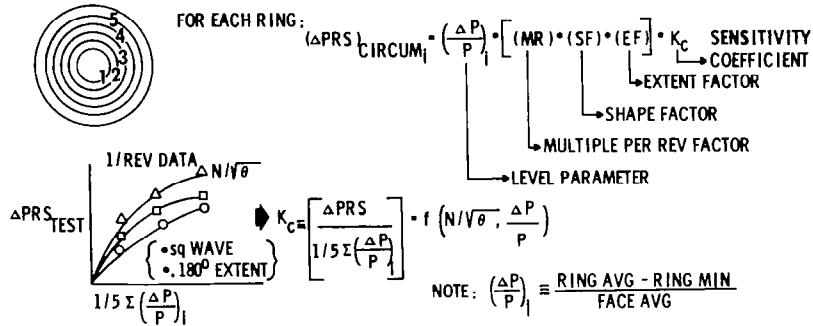 5
4
3
2
1
FOR EACH RING:
(ΔPRS)CIRCUMi = (ΔP/P)i • [(MR) • (SF) • (EF)] • KC SENSITIVITY
COEFFICIENT
EXTENT FACTOR
SHAPE FACTOR
MULTIPLE PER REV FACTOR
LEVEL PARAMETER
1/REV DATA
N/√θ
ΔPRSTEST
• sq WAVE
• .180° EXTENT
1/5 Σ(ΔP/P)i
KC ≡ [ΔPRS / 1/5 Σ(ΔP/P)i] = f (N/√θ, ΔP/P)
NOTE: (ΔP/P)i ≡ RING AVG - RING MIN / FACE AVG